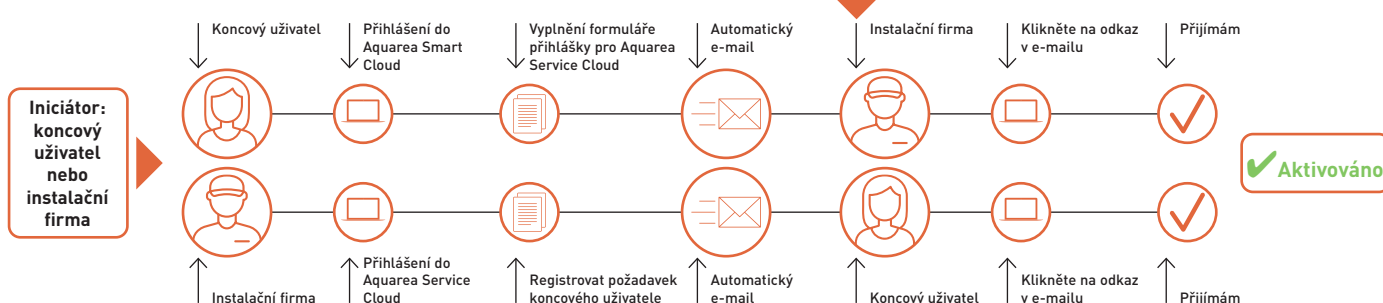 Koncový uživatel
Přihlášení do
Aquarea Smart
Cloud
Vyplnění formuláře
přihlášky pro Aquarea
Service Cloud
Automatický
e-mail
Instalační firma
Klikněte na odkaz
v e-mailu
Přijímám
Iniciátor:
koncový
uživatel
nebo
instalační
firma
Aktivováno
Instalační firma
Přihlášení do
Aquarea Service
Cloud
Registrovat požadavek
koncového uživatele
Automatický
e-mail
Koncový uživatel
Klikněte na odkaz
v e-mailu
Přijímám